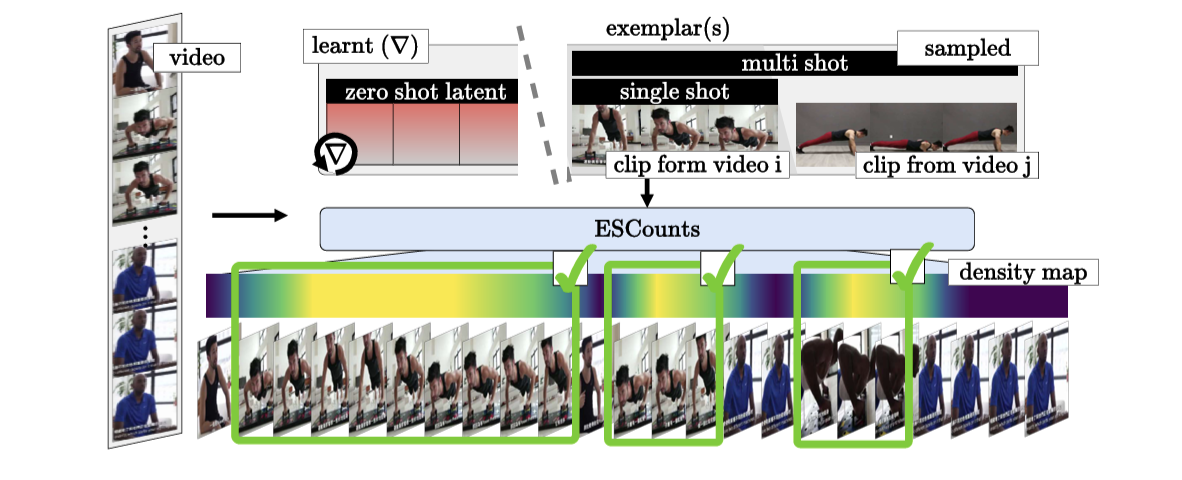 video
learnt (∇)
zero shot latent
∇
exemplar(s)
sampled
multi shot
single shot
clip form video i
clip from video j
ESCounts
density map